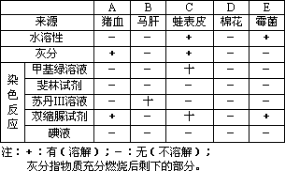 A B C D E
来源 猪血 马肝 蛙表皮 棉花 霉菌
水溶性 － － ＋ － ＋
灰分 ＋ － ＋ － －
染色反应
甲基绿溶液 － － ＋ － －
斐林试剂 － － － － －
苏丹III溶液 － ＋ － － －
双缩脲试剂 ＋ － ＋ － ＋
碘液 － － － － －
注：＋：有(溶解)；－：无(不溶解)；
灰分指物质充分燃烧后剩下的部分。